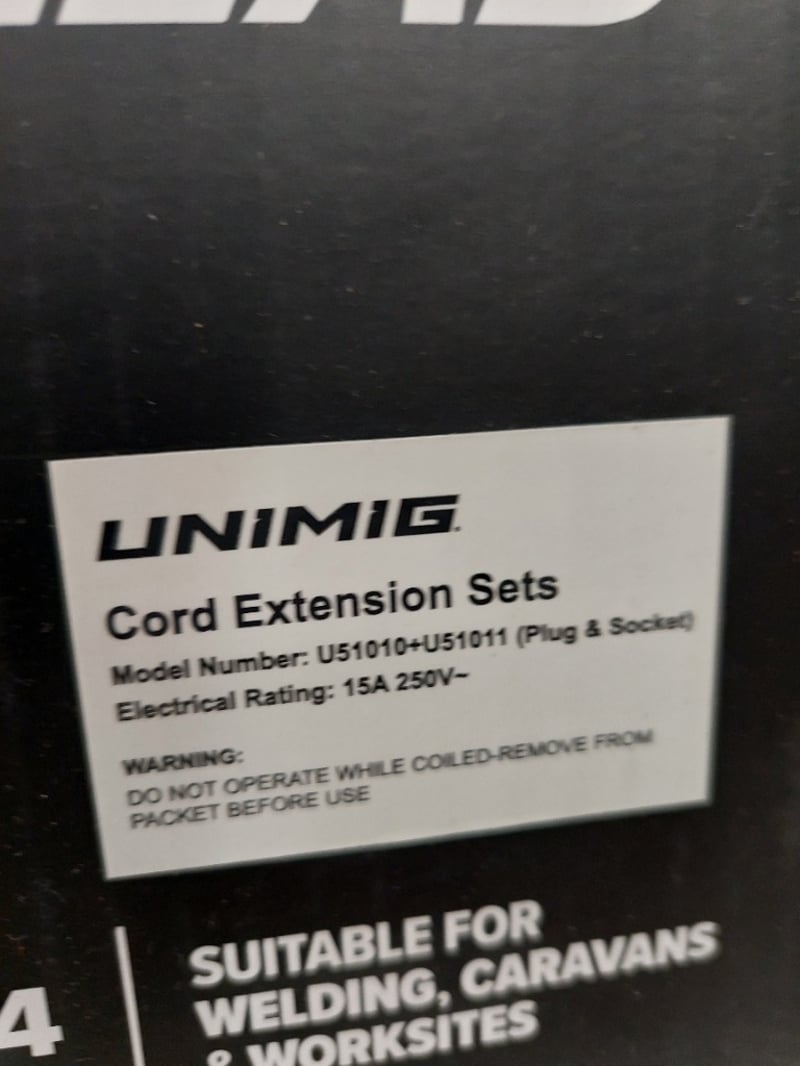 UNIMIG.
Cord Extension Sets
Model Number: U51010+U51011 (Plug & Socket)
Electrical Rating: 15A 250V~
WARNING:
DO NOT OPERATE WHILE COILED-REMOVE FROM
PACKET BEFORE USE
SUITABLE FOR
WELDING, CARAVANS
4
& WORKSITES